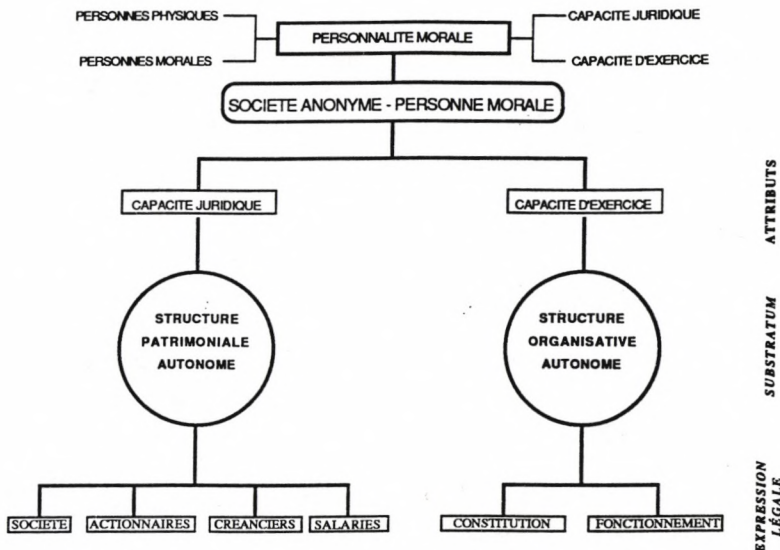 PERSONNES PHYSIQUES
CAPACITE JURIDIQUE
PERSONNALITE MORALE
PERSONNES MORALES
CAPACITE D'EXERCICE
SOCIETE ANONYME - PERSONNE MORALE
CAPACITE JURIDIQUE
CAPACITE D'EXERCICE
ATTRIBUTS
STRUCTURE
PATRIMONIALE
AUTONOME
STRUCTURE
ORGANISATIVE
AUTONOME
SUBSTRATUM
SOCIETE
ACTIONNAIRES
CREANCIERS
SALARIES
CONSTITUTION
FONCTIONNEMENT
EXPRESSION
LÉGALE